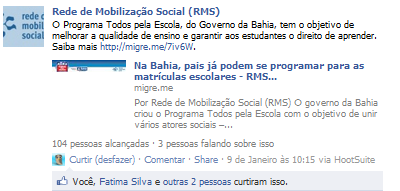 Rede de Mobilização Social (RMS)
rede de
mobiliz
social
O Programa Todos pela Escola, do Governo da Bahia, tem o objetivo de
melhorar a qualidade de ensino e garantir aos estudantes o direito de aprender.
Saiba mais http://migre.me/7iv6W.
Na Bahia, pais já podem se programar para as
matrículas escolares - RMS...
migre.me
Por Rede de Mobilização Social (RMS) O governo da Bahia
criou o Programa Todos pela Escola com o objetivo de unir
vários atores sociais –...
104 pessoas alcançadas · 3 pessoas falando sobre isso
Curtir (desfazer) · Comentar · Share · 9 de Janeiro às 10:15 via HootSuite
Você, Fatima Silva e outras 2 pessoas curtiram isso.